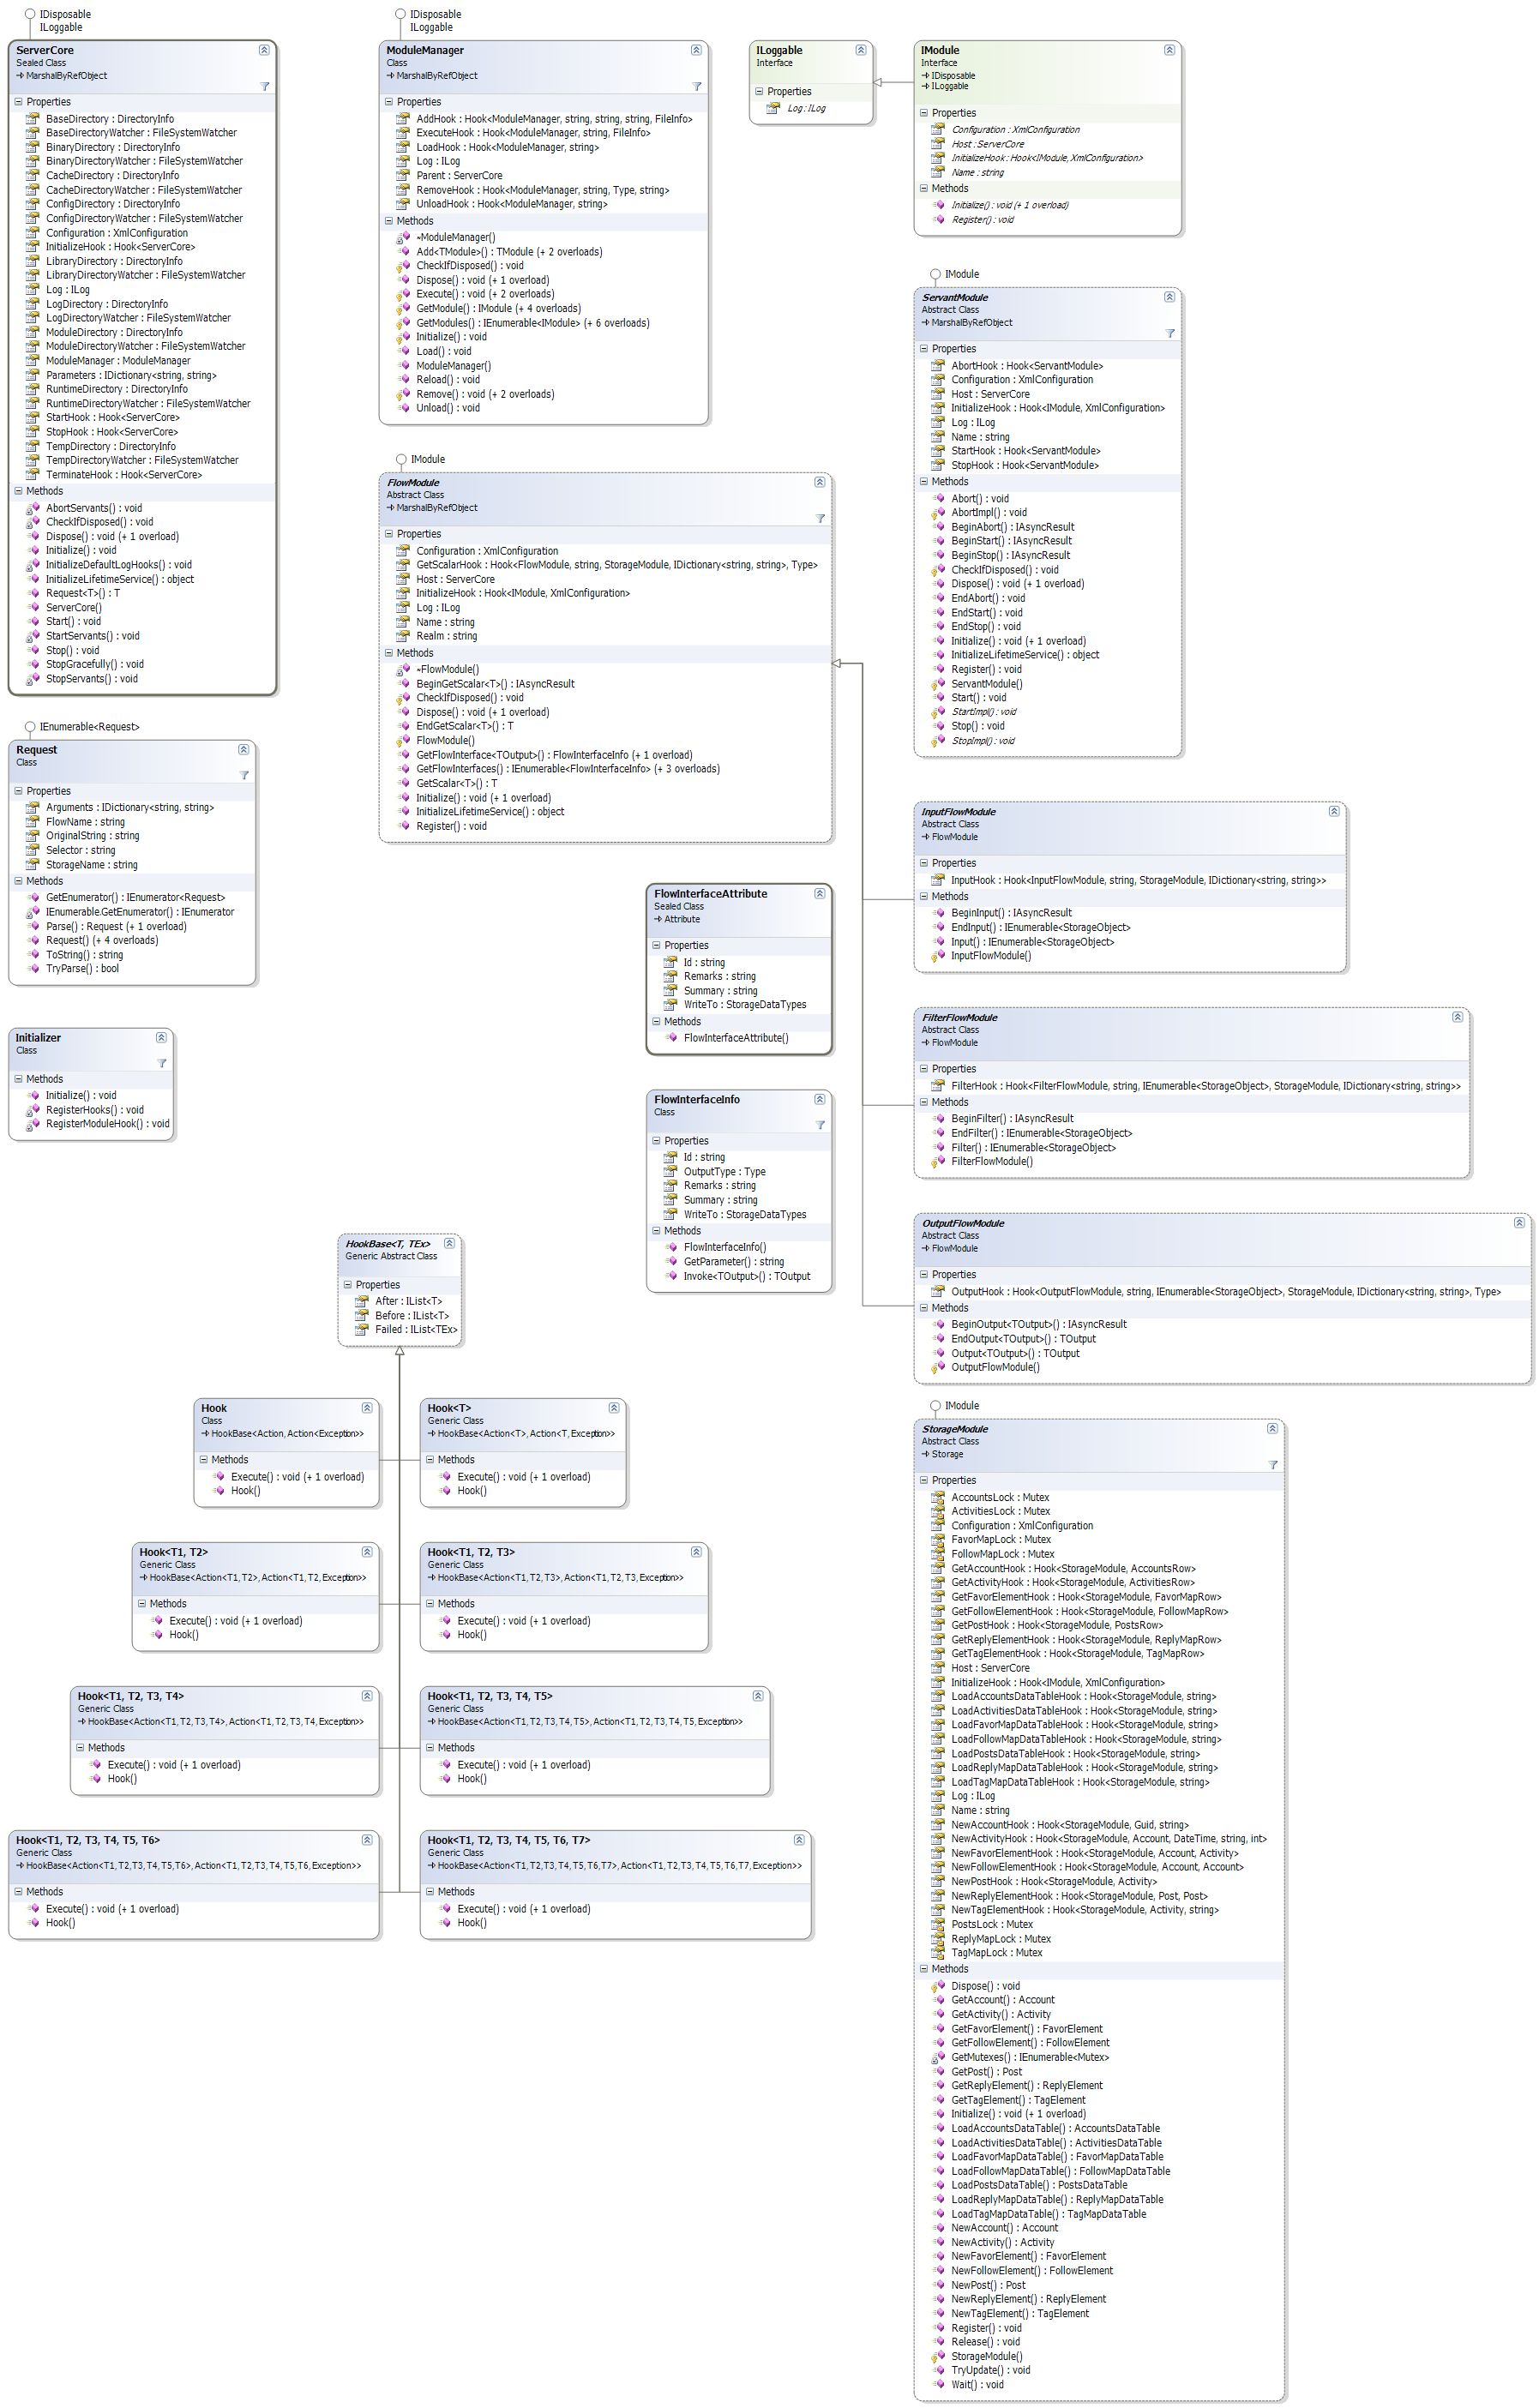 IDisposable
ILoggable
ServerCore
Sealed Class
MarshalByRefObject
Properties
BaseDirectory : DirectoryInfo
BaseDirectoryWatcher : FileSystemWatcher
BinaryDirectory : DirectoryInfo
BinaryDirectoryWatcher : FileSystemWatcher
CacheDirectory : DirectoryInfo
CacheDirectoryWatcher : FileSystemWatcher
ConfigDirectory : DirectoryInfo
ConfigDirectoryWatcher : FileSystemWatcher
Configuration : XmlConfiguration
InitializeHook : Hook<ServerCore>
LibraryDirectory : DirectoryInfo
LibraryDirectoryWatcher : FileSystemWatcher
Log : ILog
LogDirectory : DirectoryInfo
LogDirectoryWatcher : FileSystemWatcher
ModuleDirectory : DirectoryInfo
ModuleDirectoryWatcher : FileSystemWatcher
ModuleManager : ModuleManager
Parameters : IDictionary<string, string>
RuntimeDirectory : DirectoryInfo
RuntimeDirectoryWatcher : FileSystemWatcher
StartHook : Hook<ServerCore>
StopHook : Hook<ServerCore>
TempDirectory : DirectoryInfo
TempDirectoryWatcher : FileSystemWatcher
TerminateHook : Hook<ServerCore>
Methods
AbortServants() : void
CheckIfDisposed() : void
Dispose() : void (+ 1 overload)
Initialize() : void
InitializeDefaultLogHooks() : void
InitializeLifetimeService() : object
Request<T>() : T
ServerCore()
Start() : void
StartServants() : void
Stop() : void
StopGracefully() : void
StopServants() : void
IEnumerable<Request>
Request
Class
Properties
Arguments : IDictionary<string, string>
FlowName : string
OriginalString : string
Selector : string
StorageName : string
Methods
GetEnumerator() : IEnumerator<Request>
IEnumerable.GetEnumerator() : IEnumerator
Parse() : Request (+ 1 overload)
Request() (+ 4 overloads)
ToString() : string
TryParse() : bool
Initializer
Class
Methods
Initialize() : void
RegisterHooks() : void
RegisterModuleHook() : void
IDisposable
ILoggable
ModuleManager
Class
MarshalByRefObject
Properties
AddHook : Hook<ModuleManager, string, string, string, FileInfo>
ExecuteHook : Hook<ModuleManager, string, FileInfo>
LoadHook : Hook<ModuleManager, string>
Log : ILog
Parent : ServerCore
RemoveHook : Hook<ModuleManager, string, Type, string>
UnloadHook : Hook<ModuleManager, string>
Methods
~ModuleManager()
Add<TModule>() : TModule (+ 2 overloads)
CheckIfDisposed() : void
Dispose() : void (+ 1 overload)
Execute() : void (+ 2 overloads)
GetModule() : IModule (+ 4 overloads)
GetModules() : IEnumerable<IModule> (+ 6 overloads)
Initialize() : void
Load() : void
ModuleManager()
Reload() : void
Remove() : void (+ 2 overloads)
Unload() : void
IModule
FlowModule
Abstract Class
MarshalByRefObject
Properties
Configuration : XmlConfiguration
GetScalarHook : Hook<FlowModule, string, StorageModule, IDictionary<string, string>, Type>
Host : ServerCore
InitializeHook : Hook<IModule, XmlConfiguration>
Log : ILog
Name : string
Realm : string
Methods
~FlowModule()
BeginGetScalar<T>() : IAsyncResult
CheckIfDisposed() : void
Dispose() : void (+ 1 overload)
EndGetScalar<T>() : T
FlowModule()
GetFlowInterface<TOutput>() : FlowInterfaceInfo (+ 1 overload)
GetFlowInterfaces() : IEnumerable<FlowInterfaceInfo> (+ 3 overloads)
GetScalar<T>() : T
Initialize() : void (+ 1 overload)
InitializeLifetimeService() : object
Register() : void
FlowInterfaceAttribute
Sealed Class
Attribute
Properties
Id : string
Remarks : string
Summary : string
WriteTo : StorageDataTypes
Methods
FlowInterfaceAttribute()
FlowInterfaceInfo
Class
Properties
Id : string
OutputType : Type
Remarks : string
Summary : string
WriteTo : StorageDataTypes
Methods
FlowInterfaceInfo()
GetParameter() : string
Invoke<TOutput>() : TOutput
HookBase<T, TEx>
Generic Abstract Class
Properties
After : IList<T>
Before : IList<T>
Failed : IList<TEx>
Hook
Class
HookBase<Action, Action<Exception>>
Methods
Execute() : void (+ 1 overload)
Hook()
Hook<T>
Generic Class
HookBase<Action<T>, Action<T, Exception>>
Methods
Execute() : void (+ 1 overload)
Hook()
Hook<T1, T2>
Generic Class
HookBase<Action<T1, T2>, Action<T1, T2, Exception>>
Methods
Execute() : void (+ 1 overload)
Hook()
Hook<T1, T2, T3>
Generic Class
HookBase<Action<T1, T2, T3>, Action<T1, T2, T3, Exception>>
Methods
Execute() : void (+ 1 overload)
Hook()
Hook<T1, T2, T3, T4>
Generic Class
HookBase<Action<T1, T2, T3, T4>, Action<T1, T2, T3, T4, Exception>>
Methods
Execute() : void (+ 1 overload)
Hook()
Hook<T1, T2, T3, T4, T5>
Generic Class
HookBase<Action<T1, T2, T3, T4, T5>, Action<T1, T2, T3, T4, T5, Exception>>
Methods
Execute() : void (+ 1 overload)
Hook()
Hook<T1, T2, T3, T4, T5, T6>
Generic Class
HookBase<Action<T1, T2, T3, T4, T5, T6>, Action<T1, T2, T3, T4, T5, T6, Exception>>
Methods
Execute() : void (+ 1 overload)
Hook()
Hook<T1, T2, T3, T4, T5, T6, T7>
Generic Class
HookBase<Action<T1, T2, T3, T4, T5, T6, T7>, Action<T1, T2, T3, T4, T5, T6, T7, Exception>>
Methods
Execute() : void (+ 1 overload)
Hook()
ILoggable
Interface
Properties
Log : ILog
IModule
Interface
IDisposable
ILoggable
Properties
Configuration : XmlConfiguration
Host : ServerCore
InitializeHook : Hook<IModule, XmlConfiguration>
Name : string
Methods
Initialize() : void (+ 1 overload)
Register() : void
IModule
ServantModule
Abstract Class
MarshalByRefObject
Properties
AbortHook : Hook<ServantModule>
Configuration : XmlConfiguration
Host : ServerCore
InitializeHook : Hook<IModule, XmlConfiguration>
Log : ILog
Name : string
StartHook : Hook<ServantModule>
StopHook : Hook<ServantModule>
Methods
Abort() : void
AbortImpl() : void
BeginAbort() : IAsyncResult
BeginStart() : IAsyncResult
BeginStop() : IAsyncResult
CheckIfDisposed() : void
Dispose() : void (+ 1 overload)
EndAbort() : void
EndStart() : void
EndStop() : void
Initialize() : void (+ 1 overload)
InitializeLifetimeService() : object
Register() : void
ServantModule()
Start() : void
StartImpl() : void
Stop() : void
StopImpl() : void
InputFlowModule
Abstract Class
FlowModule
Properties
InputHook : Hook<InputFlowModule, string, StorageModule, IDictionary<string, string>>
Methods
BeginInput() : IAsyncResult
EndInput() : IEnumerable<StorageObject>
Input() : IEnumerable<StorageObject>
InputFlowModule()
FilterFlowModule
Abstract Class
FlowModule
Properties
FilterHook : Hook<FilterFlowModule, string, IEnumerable<StorageObject>, StorageModule, IDictionary<string, string>>
Methods
BeginFilter() : IAsyncResult
EndFilter() : IEnumerable<StorageObject>
Filter() : IEnumerable<StorageObject>
FilterFlowModule()
OutputFlowModule
Abstract Class
FlowModule
Properties
OutputHook : Hook<OutputFlowModule, string, IEnumerable<StorageObject>, StorageModule, IDictionary<string, string>, Type>
Methods
BeginOutput<TOutput>() : IAsyncResult
EndOutput<TOutput>() : TOutput
Output<TOutput>() : TOutput
OutputFlowModule()
IModule
StorageModule
Abstract Class
Storage
Properties
AccountsLock : Mutex
ActivitiesLock : Mutex
Configuration : XmlConfiguration
FavorMapLock : Mutex
FollowMapLock : Mutex
GetAccountHook : Hook<StorageModule, AccountsRow>
GetActivityHook : Hook<StorageModule, ActivitiesRow>
GetFavorElementHook : Hook<StorageModule, FavorMapRow>
GetFollowElementHook : Hook<StorageModule, FollowMapRow>
GetPostHook : Hook<StorageModule, PostsRow>
GetReplyElementHook : Hook<StorageModule, ReplyMapRow>
GetTagElementHook : Hook<StorageModule, TagMapRow>
Host : ServerCore
InitializeHook : Hook<IModule, XmlConfiguration>
LoadAccountsDataTableHook : Hook<StorageModule, string>
LoadActivitiesDataTableHook : Hook<StorageModule, string>
LoadFavorMapDataTableHook : Hook<StorageModule, string>
LoadFollowMapDataTableHook : Hook<StorageModule, string>
LoadPostsDataTableHook : Hook<StorageModule, string>
LoadReplyMapDataTableHook : Hook<StorageModule, string>
LoadTagMapDataTableHook : Hook<StorageModule, string>
Log : ILog
Name : string
NewAccountHook : Hook<StorageModule, Guid, string>
NewActivityHook : Hook<StorageModule, Account, DateTime, string, int>
NewFavorElementHook : Hook<StorageModule, Account, Activity>
NewFollowElementHook : Hook<StorageModule, Account, Account>
NewPostHook : Hook<StorageModule, Activity>
NewReplyElementHook : Hook<StorageModule, Post, Post>
NewTagElementHook : Hook<StorageModule, Activity, string>
PostsLock : Mutex
ReplyMapLock : Mutex
TagMapLock : Mutex
Methods
Dispose() : void
GetAccount() : Account
GetActivity() : Activity
GetFavorElement() : FavorElement
GetFollowElement() : FollowElement
GetMutexes() : IEnumerable<Mutex>
GetPost() : Post
GetReplyElement() : ReplyElement
GetTagElement() : TagElement
Initialize() : void (+ 1 overload)
LoadAccountsDataTable() : AccountsDataTable
LoadActivitiesDataTable() : ActivitiesDataTable
LoadFavorMapDataTable() : FavorMapDataTable
LoadFollowMapDataTable() : FollowMapDataTable
LoadPostsDataTable() : PostsDataTable
LoadReplyMapDataTable() : ReplyMapDataTable
LoadTagMapDataTable() : TagMapDataTable
NewAccount() : Account
NewActivity() : Activity
NewFavorElement() : FavorElement
NewFollowElement() : FollowElement
NewPost() : Post
NewReplyElement() : ReplyElement
NewTagElement() : TagElement
Register() : void
Release() : void
StorageModule()
TryUpdate() : void
Wait() : void